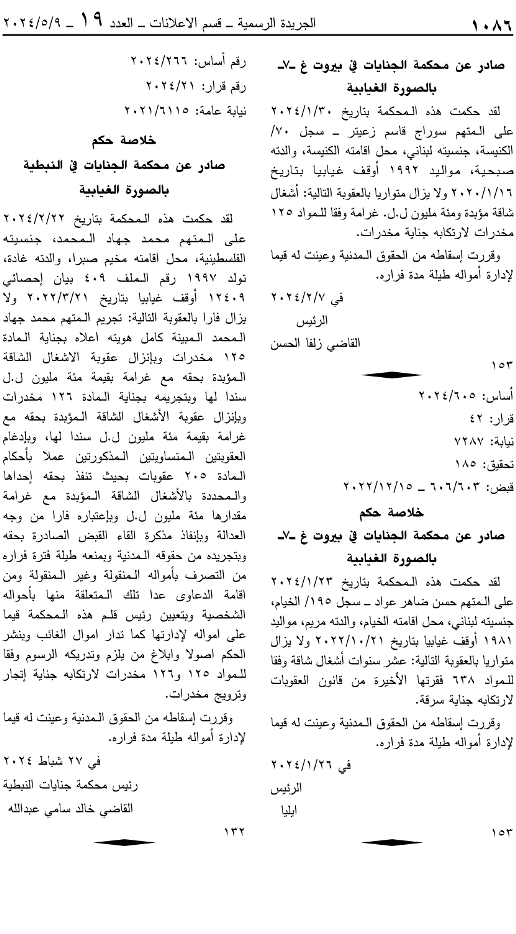 ١٠٨٦
الجريدة الرسمية ــ قسم الاعلانات ــ العدد ١٩ ــ ٢٠٢٤/٥/٩
صادر عن محكمة الجنايات في بيروت غ ــ٧ــ
بالصورة الغيابية
لقد حكمت هذه المحكمة بتاريخ ٢٠٢٤/١/٣٠
على المتهم سوراج قاسم زعيتر ــ سجل ٧٠/
الكنيسة، جنسيته لبناني، محل اقامته الكنيسة، والدته
صبحية، مواليد ١٩٩٢ أوقف غيابيا بتاريخ
٢٠٢٠/١/١٦ ولا يزال متواريا بالعقوبة التالية: أشغال
شاقة مؤبدة ومئة مليون ل.ل. غرامة وفقا للمواد ١٢٥
مخدرات لارتكابه جناية مخدرات.
وقررت إسقاطه من الحقوق المدنية وعينت له قيما
لإدارة أمواله طيلة مدة فراره.
في ٢٠٢٤/٢/٧
الرئيس
القاضي زلفا الحسن
١٥٣
أساس: ٢٠٢٤/٦٠٥
قرار: ٤٢
نيابة: ٧٢٨٧
تحقيق: ١٨٥
قبض: ٦٠٦/٦٠٣ ــ ٢٠٢٢/١٢/١٥
خلاصة حكم
صادر عن محكمة الجنايات في بيروت غ ــ٧ــ
بالصورة الغيابية
لقد حكمت هذه المحكمة بتاريخ ٢٠٢٤/١/٢٣
على المتهم حسن ضاهر عواد ــ سجل ١٩٥/ الخيام،
جنسيته لبناني، محل اقامته الخيام، والدته مريم، مواليد
١٩٨١ أوقف غيابيا بتاريخ ٢٠٢٢/١٠/٢١ ولا يزال
متواريا بالعقوبة التالية: عشر سنوات أشغال شاقة وفقا
للمواد ٦٣٨ فقرتها الأخيرة من قانون العقوبات
لارتكابه جناية سرقة.
وقررت إسقاطه من الحقوق المدنية وعينت له قيما
لإدارة أمواله طيلة مدة فراره.
في ٢٠٢٤/١/٢٦
الرئيس
ايليا
١٥٣
رقم أساس: ٢٠٢٤/٢٦٦
رقم قرار: ٢٠٢٤/٢١
نيابة عامة: ٢٠٢١/٦١١٥
خلاصة حكم
صادر عن محكمة الجنايات في النبطية
بالصورة الغيابية
لقد حكمت هذه المحكمة بتاريخ ٢٠٢٤/٢/٢٢
على المتهم محمد جهاد المحمد، جنسيته
الفلسطينية، محل اقامته مخيم صبرا، والدته غادة،
تولد ١٩٩٧ رقم الملف ٤٠٩ بيان إحصائي
١٢٤٠٩ أوقف غيابيا بتاريخ ٢٠٢٢/٣/٢١ ولا
يزال فارا بالعقوبة التالية: تجريم المتهم محمد جهاد
المحمد المبينة كامل هويته اعلاه بجناية المادة
١٢٥ مخدرات وبإنزال عقوبة الاشغال الشاقة
المؤبدة بحقه مع غرامة بقيمة مئة مليون ل.ل
سندا لها وبتجريمه بجناية المادة ١٢٦ مخدرات
وبإنزال عقوبة الأشغال الشاقة المؤبدة بحقه مع
غرامة بقيمة مئة مليون ل.ل سندا لها، وبإدغام
العقوبتين المتساويتين المذكورتين عملا بأحكام
المادة ٢٠٥ عقوبات بحيث تنفذ بحقه إحداها
والمحددة بالأشغال الشاقة المؤبدة مع غرامة
مقدارها مئة مليون ل.ل وبإعتباره فارا من وجه
العدالة وبإنفاذ مذكرة القاء القبض الصادرة بحقه
وبتجريده من حقوقه المدنية وبمنعه طيلة فترة فراره
من التصرف بأمواله المنقولة وغير المنقولة ومن
اقامة الدعاوى عدا تلك المتعلقة منها بأحواله
الشخصية وبتعيين رئيس قلم هذه المحكمة قيما
على امواله لإدارتها كما تدار اموال الغائب وبنشر
الحكم اصولا وابلاغ من يلزم وتدريكه الرسوم وفقا
للمواد ١٢٥ و١٢٦ مخدرات لارتكابه جناية إتجار
وترويج مخدرات.
وقررت إسقاطه من الحقوق المدنية وعينت له قيما
لإدارة أمواله طيلة مدة فراره.
في ٢٧ شباط ٢٠٢٤
رئيس محكمة جنايات النبطية
القاضي خالد سامي عبدالله
١٣٢